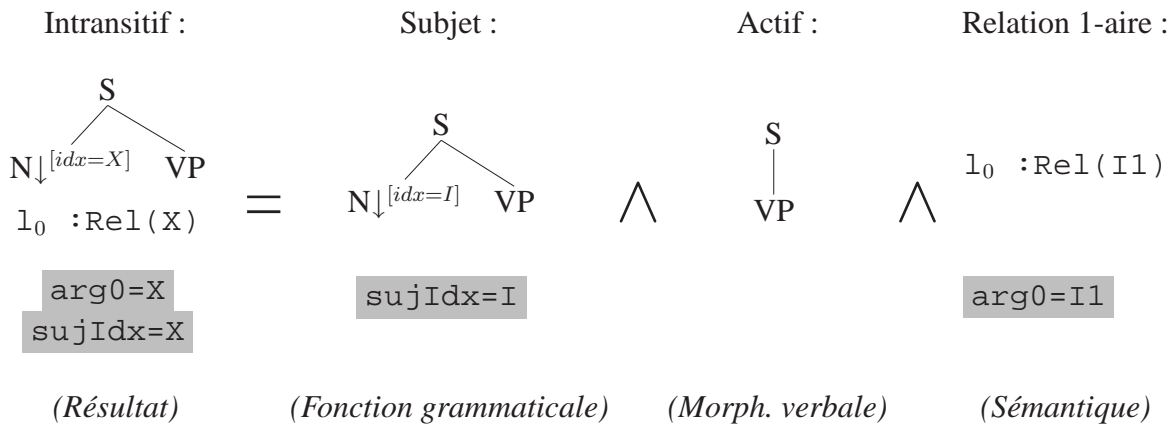 Intransitif : Subjet : Actif : Relation 1-aire :
S
N↓[idx=X] VP
l0 :Rel(X)
arg0=X
sujIdx=X
=
S
N↓[idx=I] VP
sujIdx=I
∧
S
VP
∧
l0 :Rel(I1)
arg0=I1
(Résultat) (Fonction grammaticale) (Morph. verbale) (Sémantique)